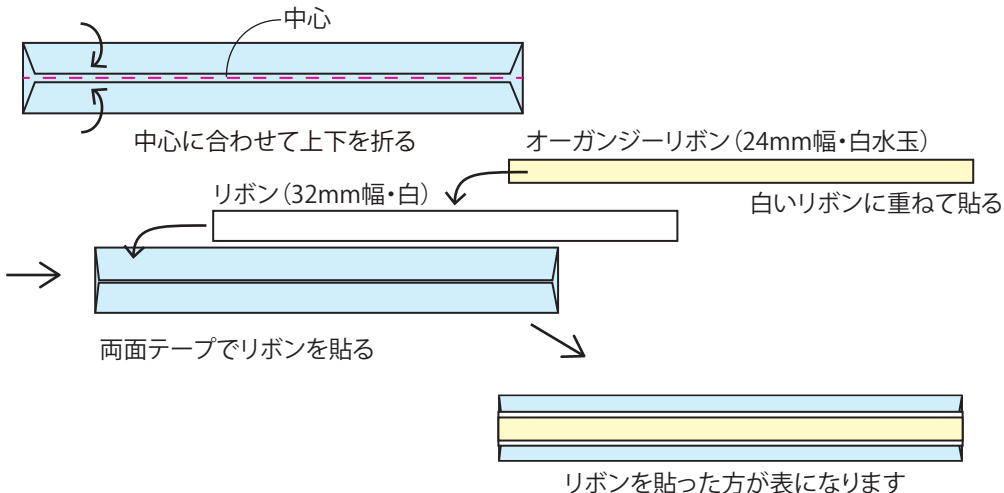 中心
中心に合わせて上下を折る
オーガンジーリボン（24mm幅・白水玉）
白いリボンに重ねて貼る
リボン（32mm幅・白）
両面テープでリボンを貼る
リボンを貼った方が表になります